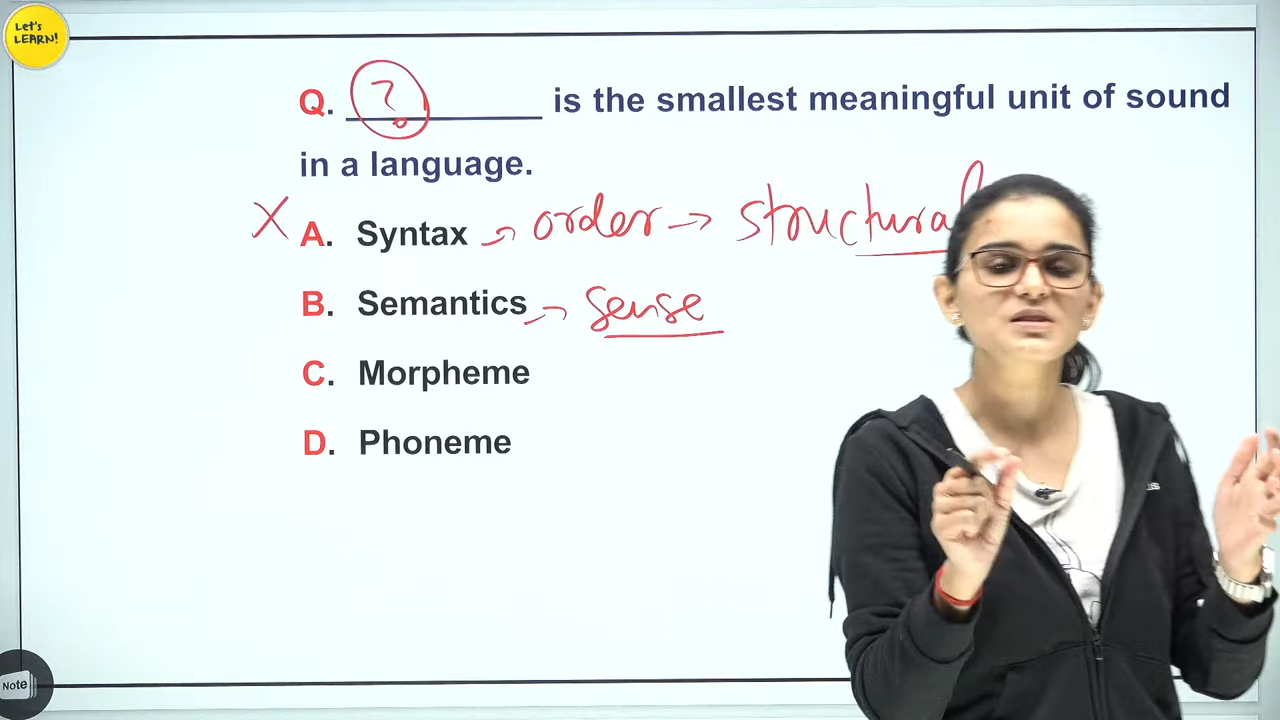 Let's
LEARN!
Q. ? is the smallest meaningful unit of sound
in a language.
X A. Syntax → order → structural
B. Semantics → sense
C. Morpheme
D. Phoneme
Note